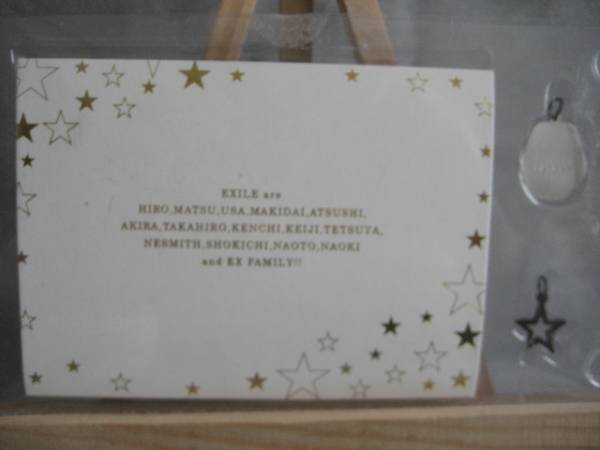 EXILE are
HIRO,MATSU,USA,MAKIDAI,ATSUSHI,
AKIRA,TAKAHIRO,KENCHI,KEIJI,TETSUYA,
NESMITH,SHOKICHI,NAOTO,NAOKI
and EX FAMILY!!